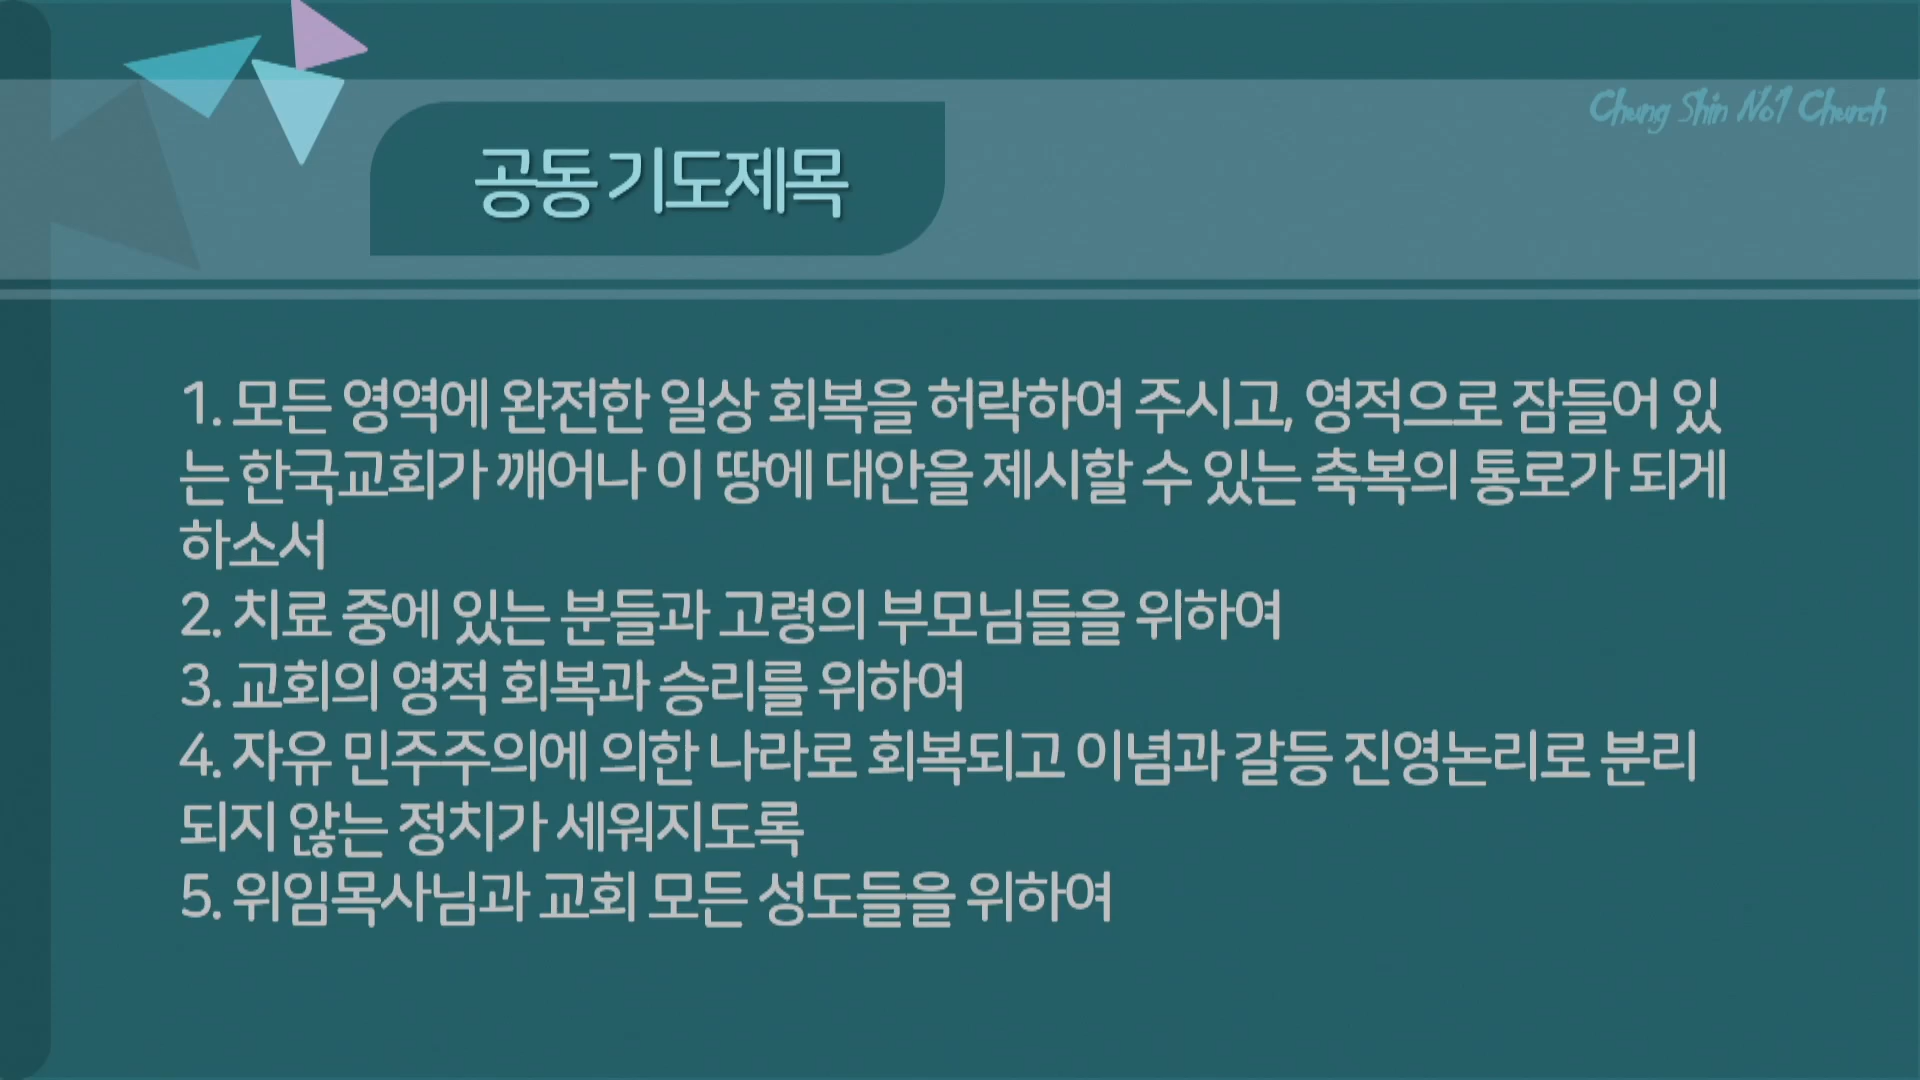 Chung Shin No1 Church
공동 기도제목
1. 모든 영역에 완전한 일상 회복을 허락하여 주시고, 영적으로 잠들어 있
는 한국교회가 깨어나 이 땅에 대안을 제시할 수 있는 축복의 통로가 되게
하소서
2. 치료 중에 있는 분들과 고령의 부모님들을 위하여
3. 교회의 영적 회복과 승리를 위하여
4. 자유 민주주의에 의한 나라로 회복되고 이념과 갈등 진영논리로 분리
되지 않는 정치가 세워지도록
5. 위임목사님과 교회 모든 성도들을 위하여